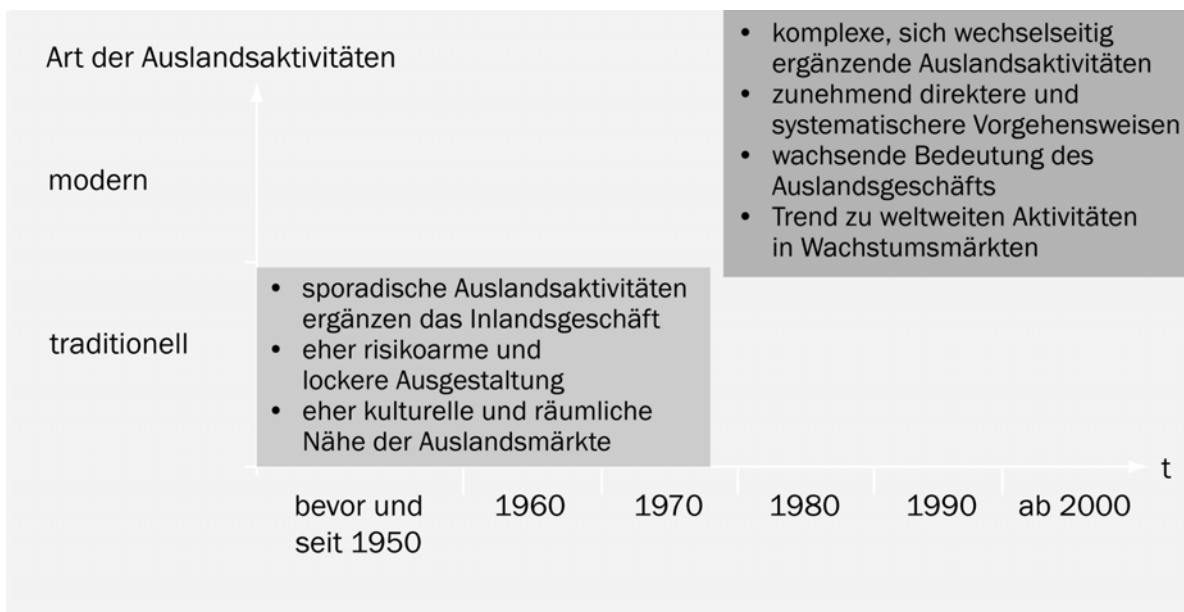 Art der Auslandsaktivitäten
• komplexe, sich wechselseitig
ergänzende Auslandsaktivitäten
• zunehmend direktere und
systematischere Vorgehensweisen
• wachsende Bedeutung des
Auslandsgeschäfts
• Trend zu weltweiten Aktivitäten
in Wachstumsmärkten
modern
• sporadische Auslandsaktivitäten
ergänzen das Inlandsgeschäft
• eher risikoarme und
lockere Ausgestaltung
• eher kulturelle und räumliche
Nähe der Auslandsmärkte
traditionell
t
bevor und
seit 1950
1960
1970
1980
1990
ab 2000